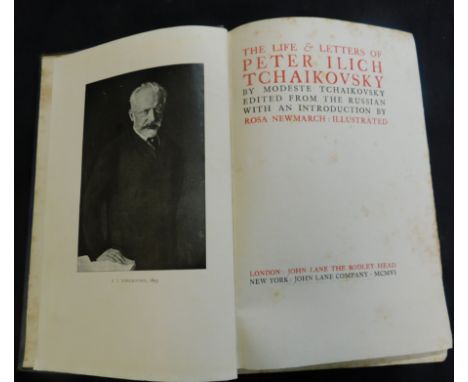 THE LIFE & LETTERS OF
PETER ILICH
TCHAIKOVSKY
BY MODESTE TCHAIKOVSKY
EDITED FROM THE RUSSIAN
WITH AN INTRODUCTION BY
ROSA NEWMARCH: ILLUSTRATED
LONDON: JOHN LANE THE BODLEY HEAD
NEW YORK: JOHN LANE COMPANY · MCMVI